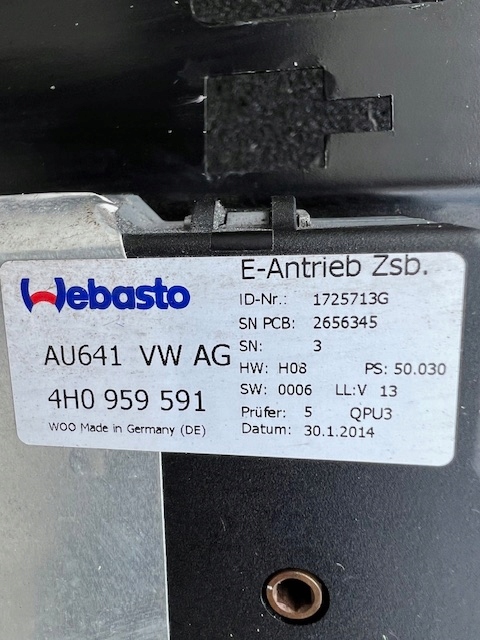 Webasto
AU641 VW AG
4H0 959 591
WOO Made in Germany (DE)
E-Antrieb Zsb.
ID-Nr.: 1725713G
SN PCB: 2656345
SN: 3
HW: H08 PS: 50.030
SW: 0006 LL:V 13
Prüfer: 5 QPU3
Datum: 30.1.2014